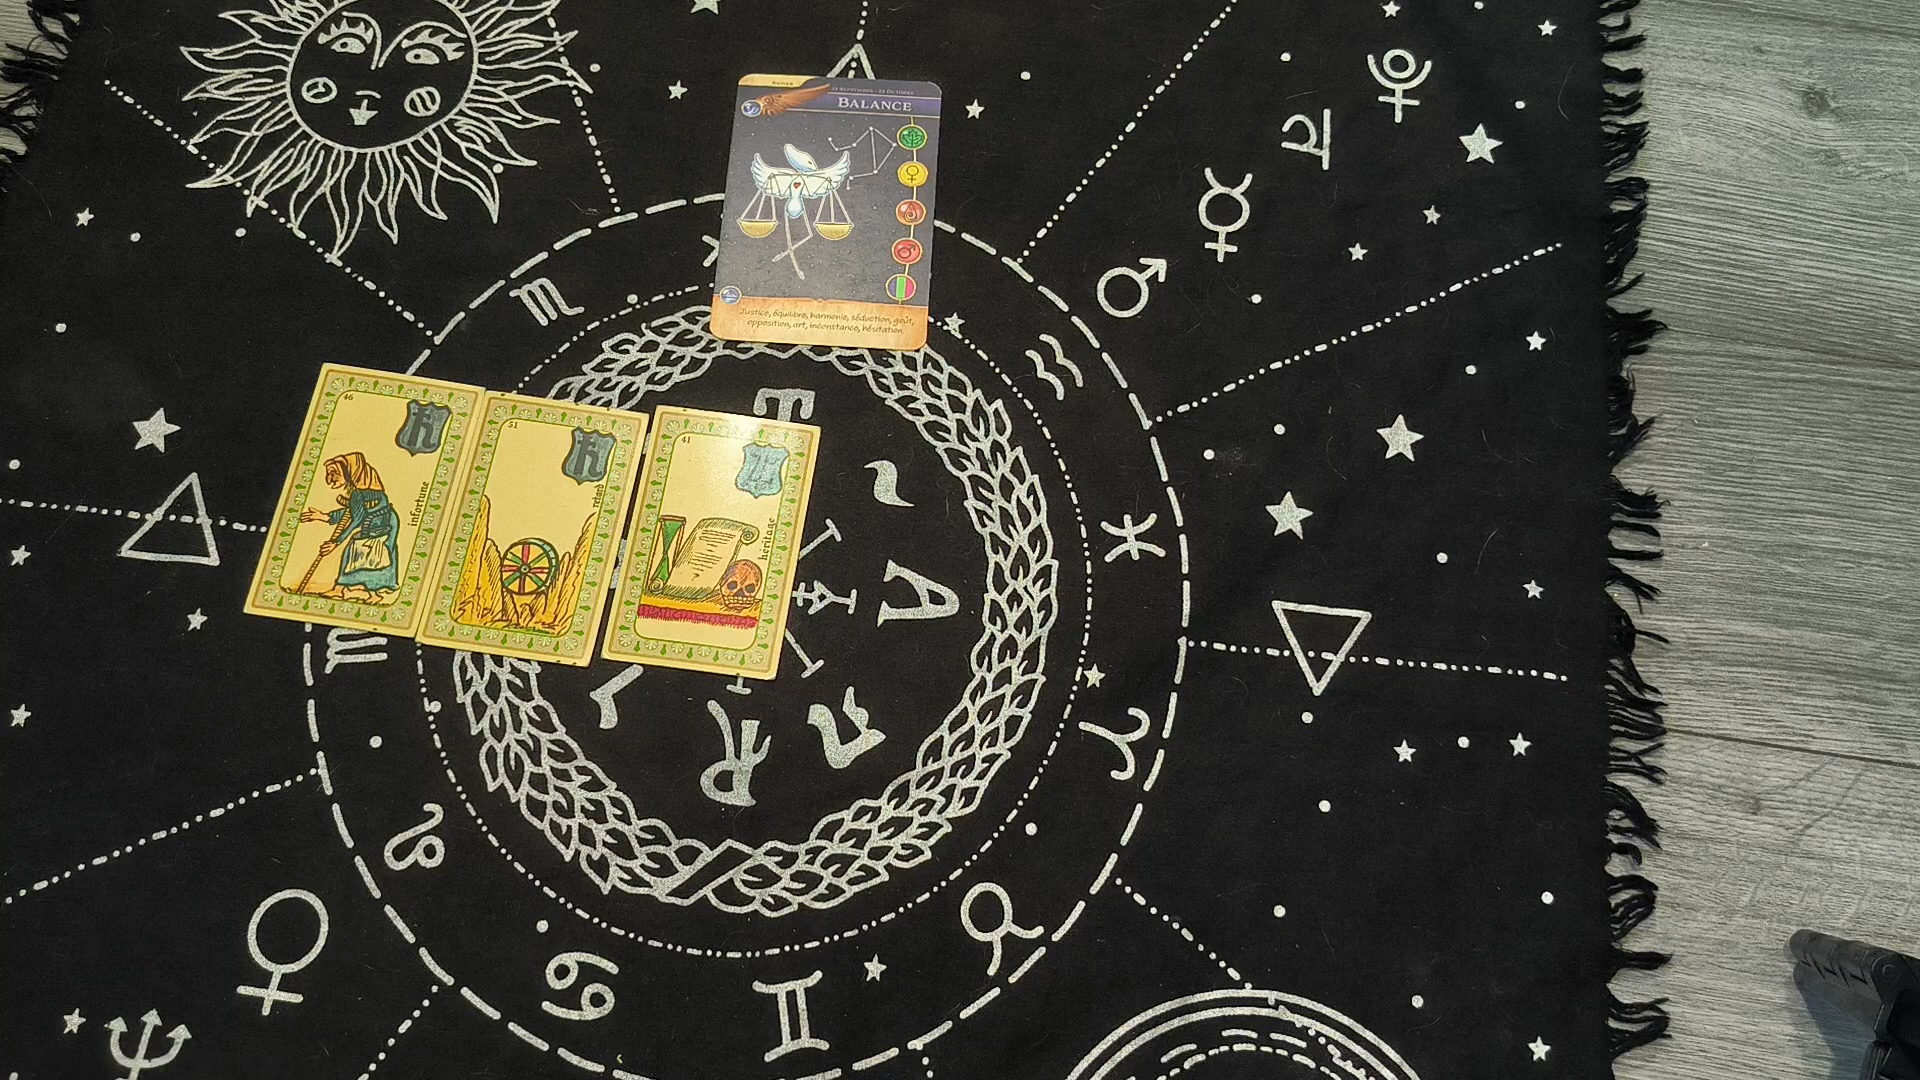 BALANCE
Justice, équilibre, harmonie, séduction, goût,
opposition, art, inconstance, hésitation
46
infortune
51
retard
41
héritage
E
A
R